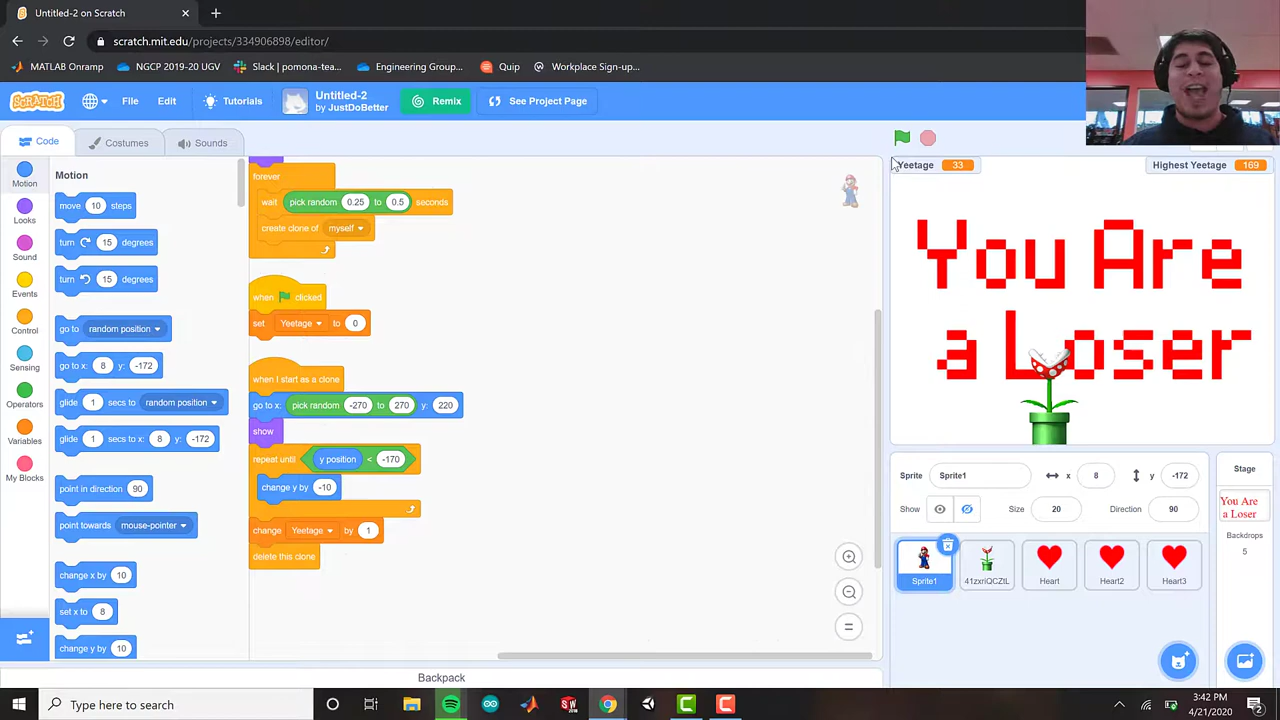 Untitled-2 on Scratch
scratch.mit.edu/projects/334906898/editor/
MATLAB Onramp
NGCP 2019-20 UGV
Slack | pomona-tea...
Engineering Group...
Quip
Workplace Sign-up...
SCRATCH
File
Edit
Tutorials
Untitled-2
by JustDoBetter
Remix
See Project Page
Code
Costumes
Sounds
Motion
Looks
Sound
Events
Control
Sensing
Operators
Variables
My Blocks
Motion
move 10 steps
turn 15 degrees
turn 15 degrees
go to random position
go to x: 8 y: -172
glide 1 secs to random position
glide 1 secs to x: 8 y: -172
point in direction 90
point towards mouse-pointer
change x by 10
set x to 8
change y by 10
forever
wait pick random 0.25 to 0.5 seconds
create clone of myself
when clicked
set Yeetage to 0
when I start as a clone
go to x: pick random -270 to 270 y: 220
show
repeat until y position < -170
change y by -10
change Yeetage by 1
delete this clone
Yeetage 33
Highest Yeetage 169
You Are
a Loser
Sprite Sprite1 x 8 y -172
Show Size 20 Direction 90
Sprite1
41zxriQCZtL
Heart
Heart2
Heart3
Stage
You Are
a Loser
Backdrops
5
Backpack
Type here to search
3:42 PM
4/21/2020
2